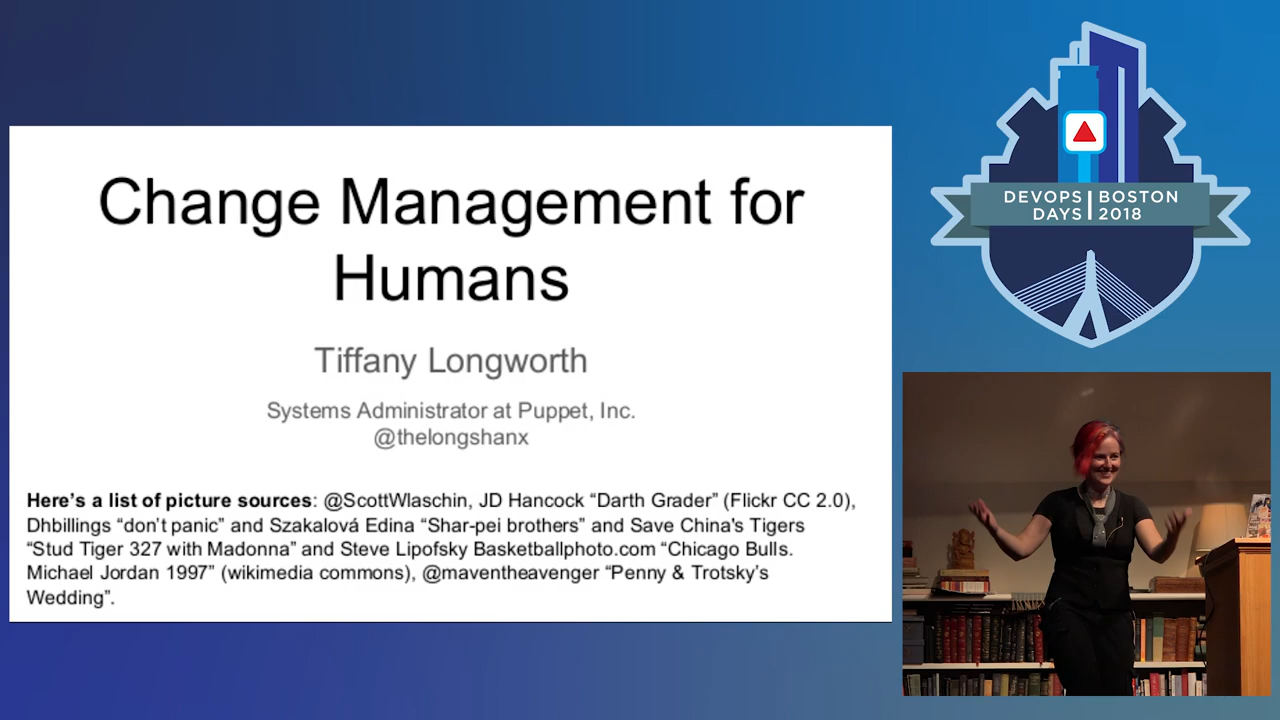 Change Management for
Humans
Tiffany Longworth
Systems Administrator at Puppet, Inc.
@thelongshanx
Here's a list of picture sources: @ScottWlaschin, JD Hancock “Darth Grader” (Flickr CC 2.0),
Dhbillings “don’t panic” and Szakalová Edina “Shar-pei brothers” and Save China's Tigers
“Stud Tiger 327 with Madonna” and Steve Lipofsky Basketballphoto.com “Chicago Bulls.
Michael Jordan 1997” (wikimedia commons), @maventheavenger “Penny & Trotsky’s
Wedding”.
DEVOPS BOSTON
DAYS 2018